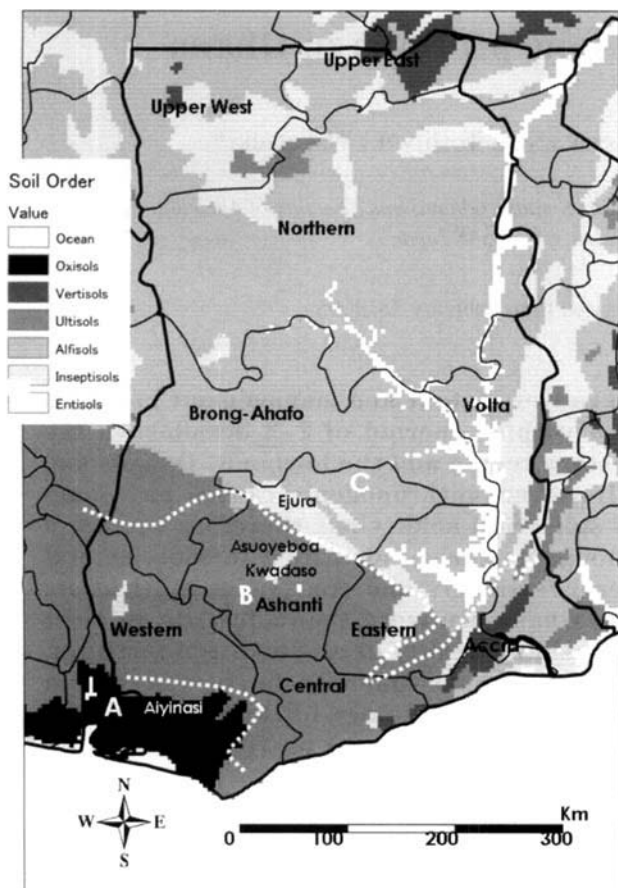 Upper East
Upper West
Soil Order
Value
Ocean
Oxisols
Vertisols
Ultisols
Alfisols
Inseptisols
Entisols
Northern
Brong-Ahafo
Volta
C
Ejura
Asuoyeboa
Kwadaso
B
Ashanti
Western
Eastern
Accra
Central
A
Aiyinasi
N
W E
S
Km
0 100 200 300